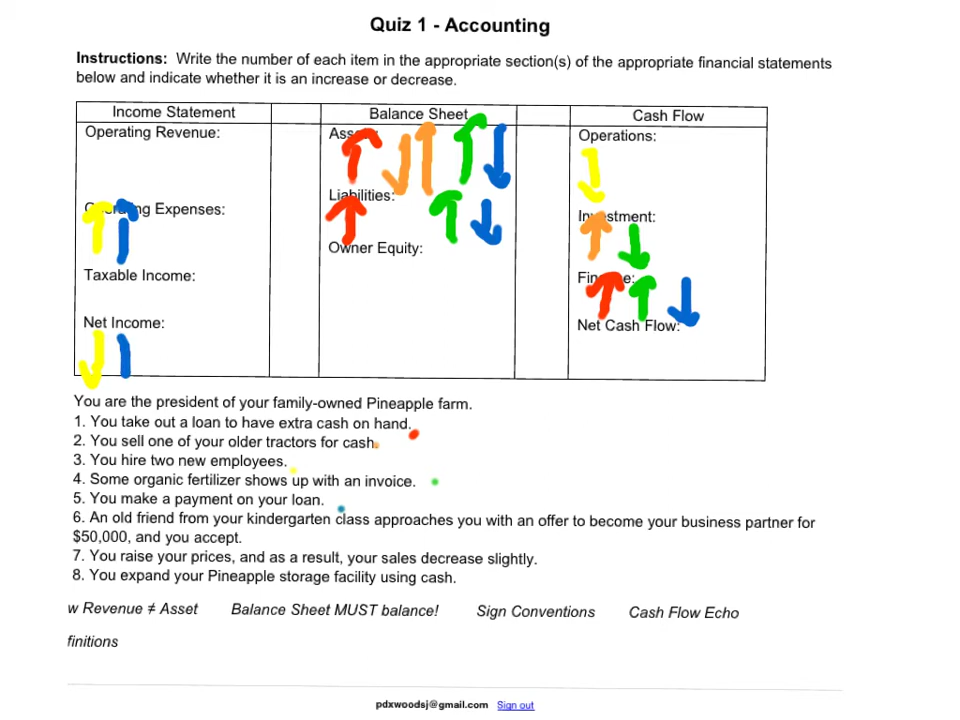 Quiz 1 - Accounting
Instructions: Write the number of each item in the appropriate section(s) of the appropriate financial statements
below and indicate whether it is an increase or decrease.
Income Statement
Balance Sheet
Cash Flow
Operating Revenue:
Operations:
Liabilities:
Expenses:
Investment:
Owner Equity:
Taxable Income:
Net Income:
Net Cash Flow:
You are the president of your family-owned Pineapple farm.
1. You take out a loan to have extra cash on hand.
2. You sell one of your older tractors for cash.
3. You hire two new employees.
4. Some organic fertilizer shows up with an invoice.
5. You make a payment on your loan.
6. An old friend from your kindergarten class approaches you with an offer to become your business partner for
$50,000, and you accept.
7. You raise your prices, and as a result, your sales decrease slightly.
8. You expand your Pineapple storage facility using cash.
w Revenue ≠ Asset Balance Sheet MUST balance! Sign Conventions Cash Flow Echo
finitions
pdxwoodsj@gmail.com Sign out